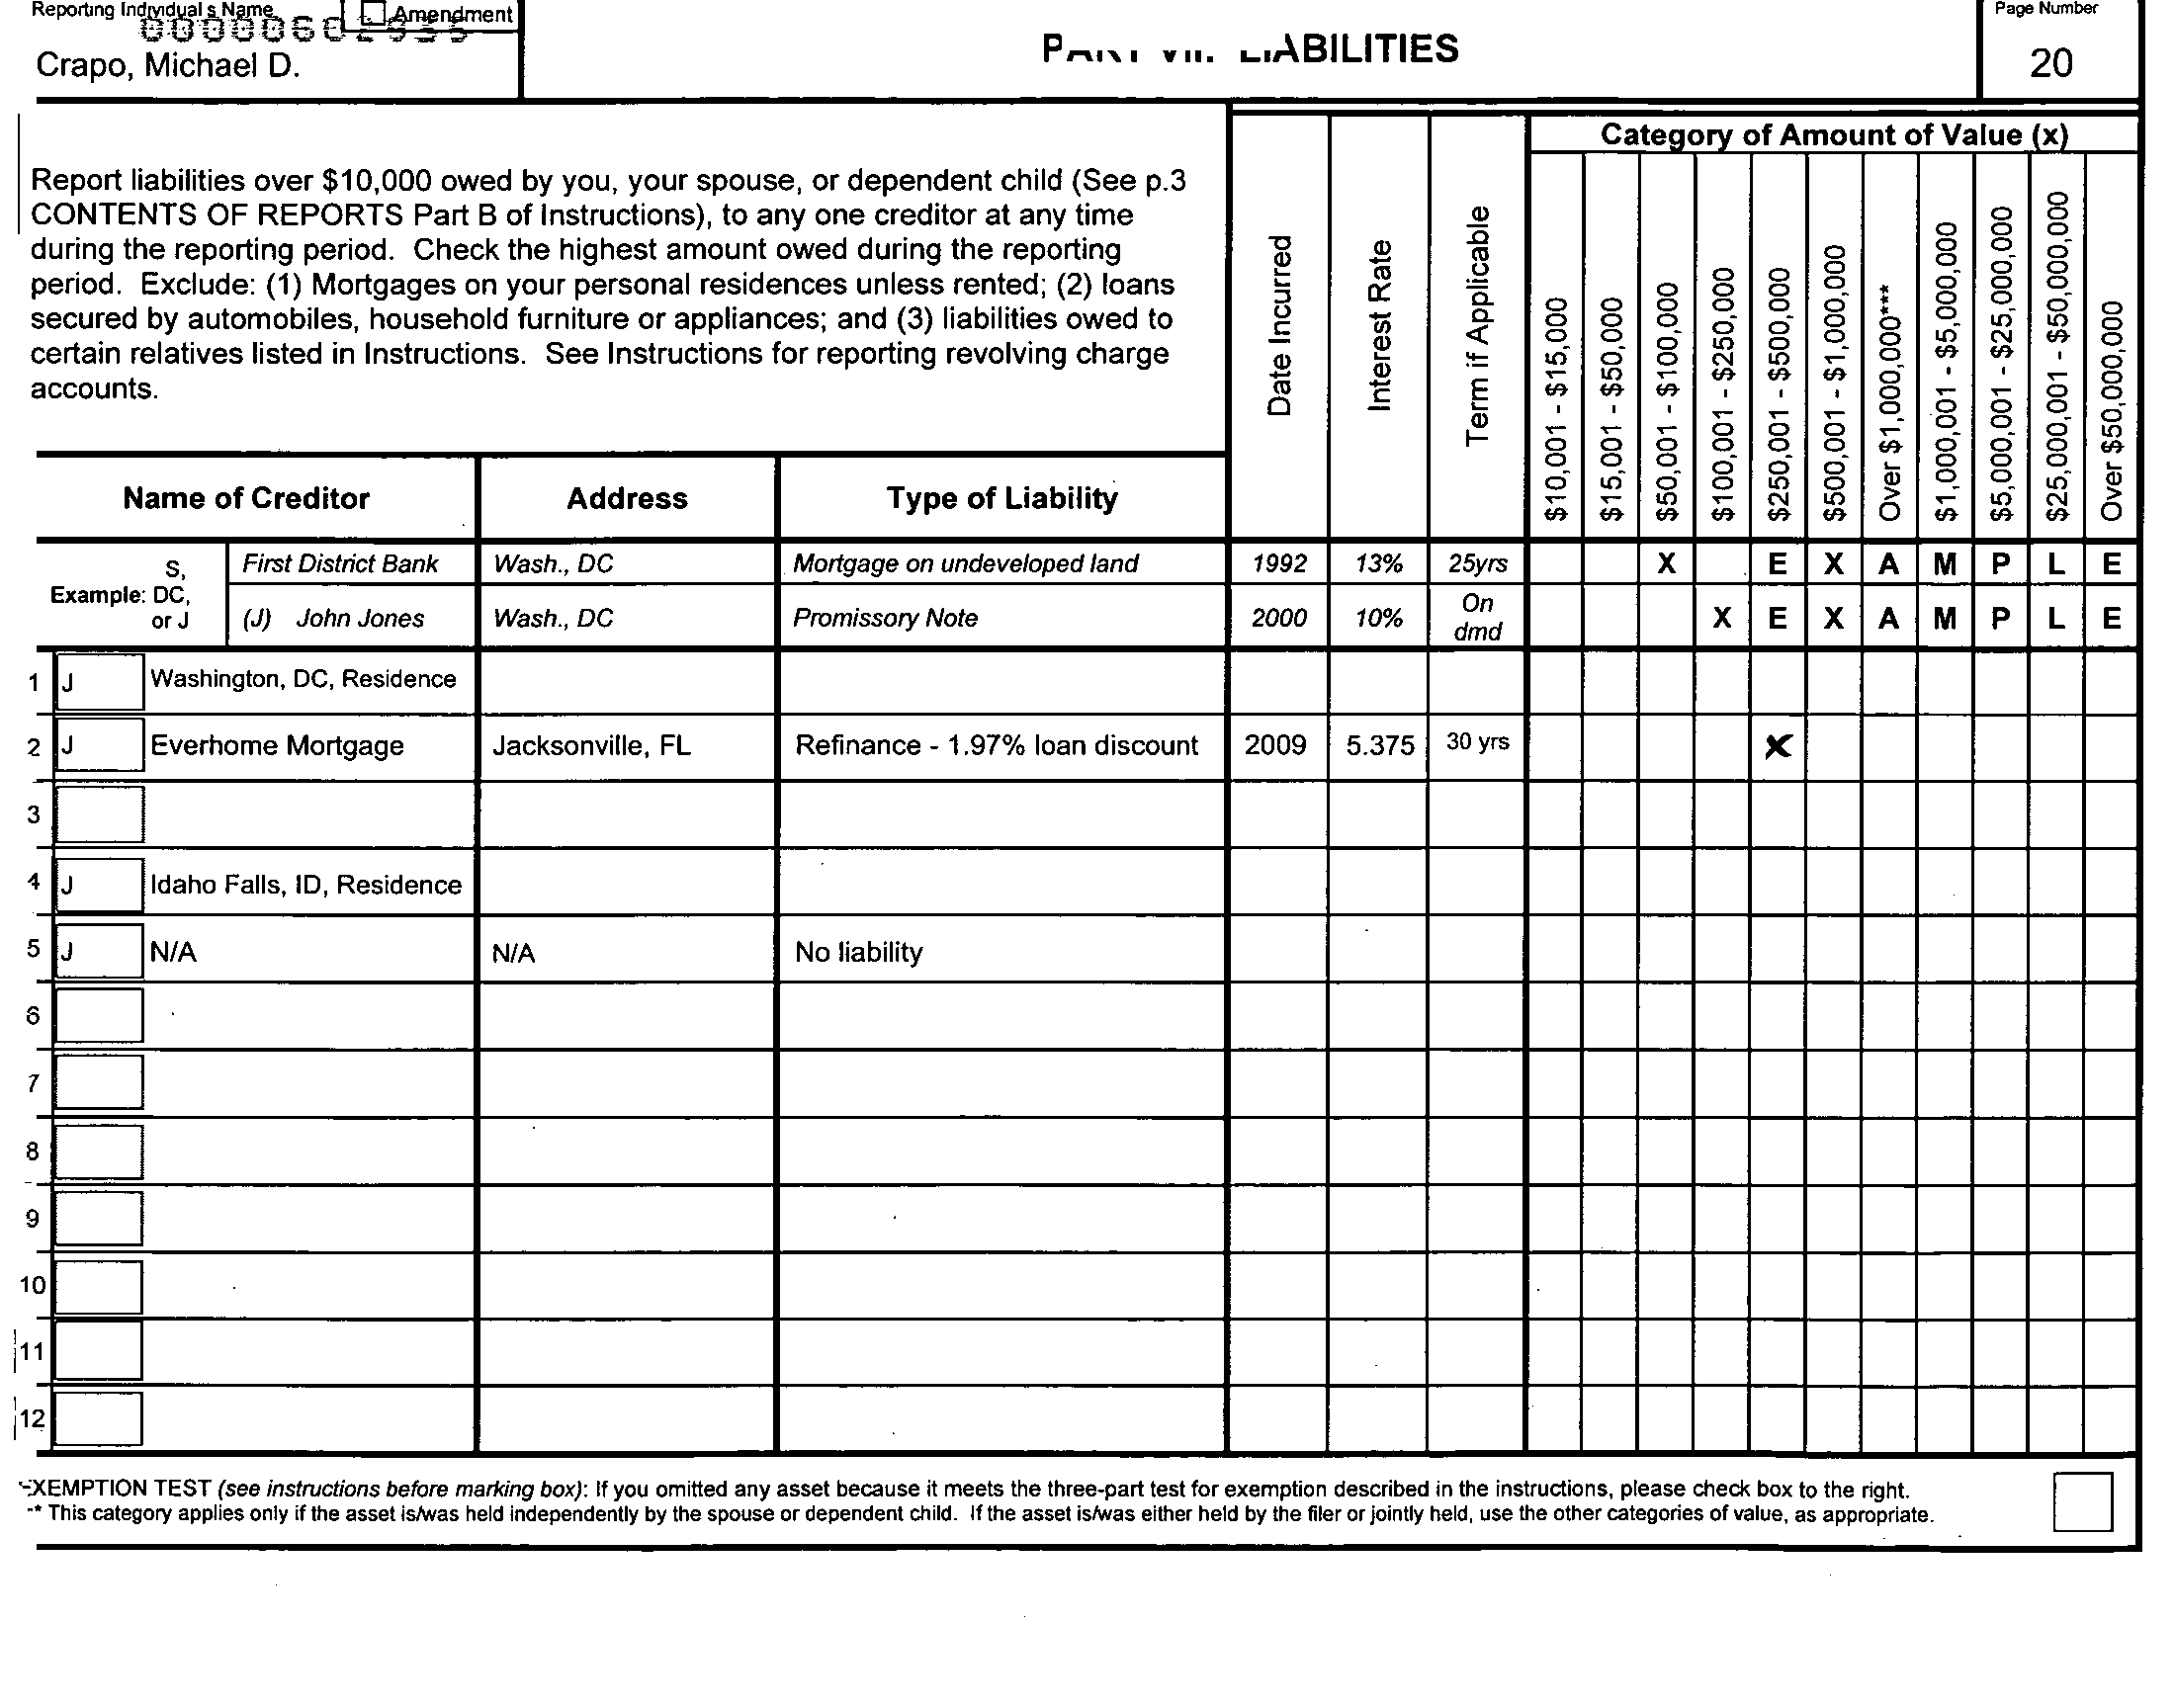 Reporting Individual's Name
Amendment
Crapo, Michael D.
LIABILITIES
Page Number
20
Report liabilities over $10,000 owed by you, your spouse, or dependent child (See p.3
CONTENTS OF REPORTS Part B of Instructions), to any one creditor at any time
during the reporting period. Check the highest amount owed during the reporting
period. Exclude: (1) Mortgages on your personal residences unless rented; (2) loans
secured by automobiles, household furniture or appliances; and (3) liabilities owed to
certain relatives listed in Instructions. See Instructions for reporting revolving charge
accounts.
Date Incurred
Interest Rate
Term if Applicable
Category of Amount of Value (x)
$10,001 - $15,000
$15,001 - $50,000
$50,001 - $100,000
$100,001 - $250,000
$250,001 - $500,000
$500,001 - $1,000,000
Over $1,000,000***
$1,000,001 - $5,000,000
$5,000,001 - $25,000,000
$25,000,001 - $50,000,000
Over $50,000,000
Name of Creditor Address Type of Liability
Example: S, DC, or J
First District Bank Wash., DC Mortgage on undeveloped land 1992 13% 25yrs X E X A M P L E
(J) John Jones Wash., DC Promissory Note 2000 10% On dmd X E X A M P L E
1 J Washington, DC, Residence
2 J Everhome Mortgage Jacksonville, FL Refinance - 1.97% loan discount 2009 5.375 30 yrs X
3
4 J Idaho Falls, ID, Residence
5 J N/A N/A No liability
6
7
8
9
10
11
12
EXEMPTION TEST (see instructions before marking box): If you omitted any asset because it meets the three-part test for exemption described in the instructions, please check box to the right.
** This category applies only if the asset is/was held independently by the spouse or dependent child. If the asset is/was either held by the filer or jointly held, use the other categories of value, as appropriate.